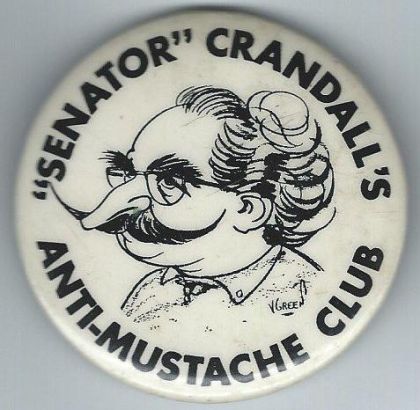 "SENATOR" CRANDALL'S
ANTI-MUSTACHE CLUB
V GREEN